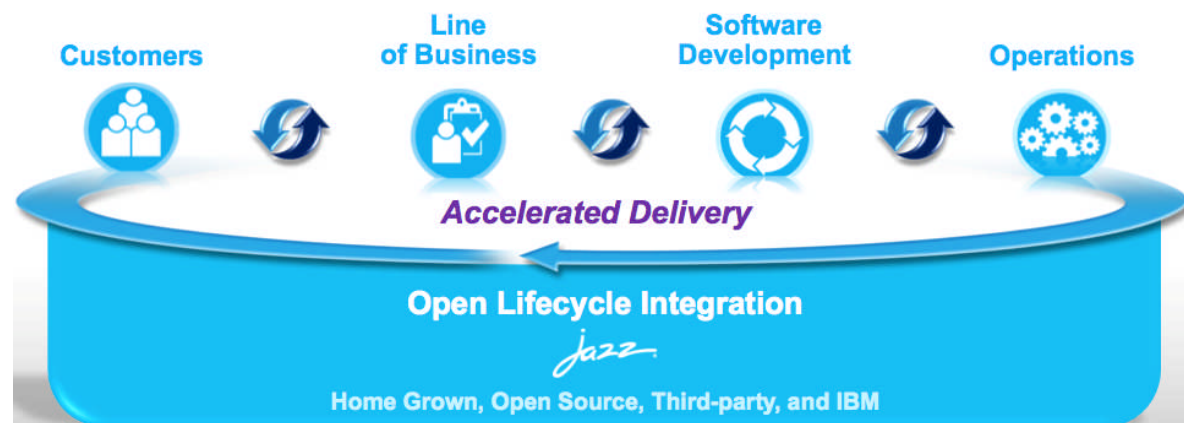 Customers
Line
of Business
Software
Development
Operations
Accelerated Delivery
Open Lifecycle Integration
jazz
Home Grown, Open Source, Third-party, and IBM